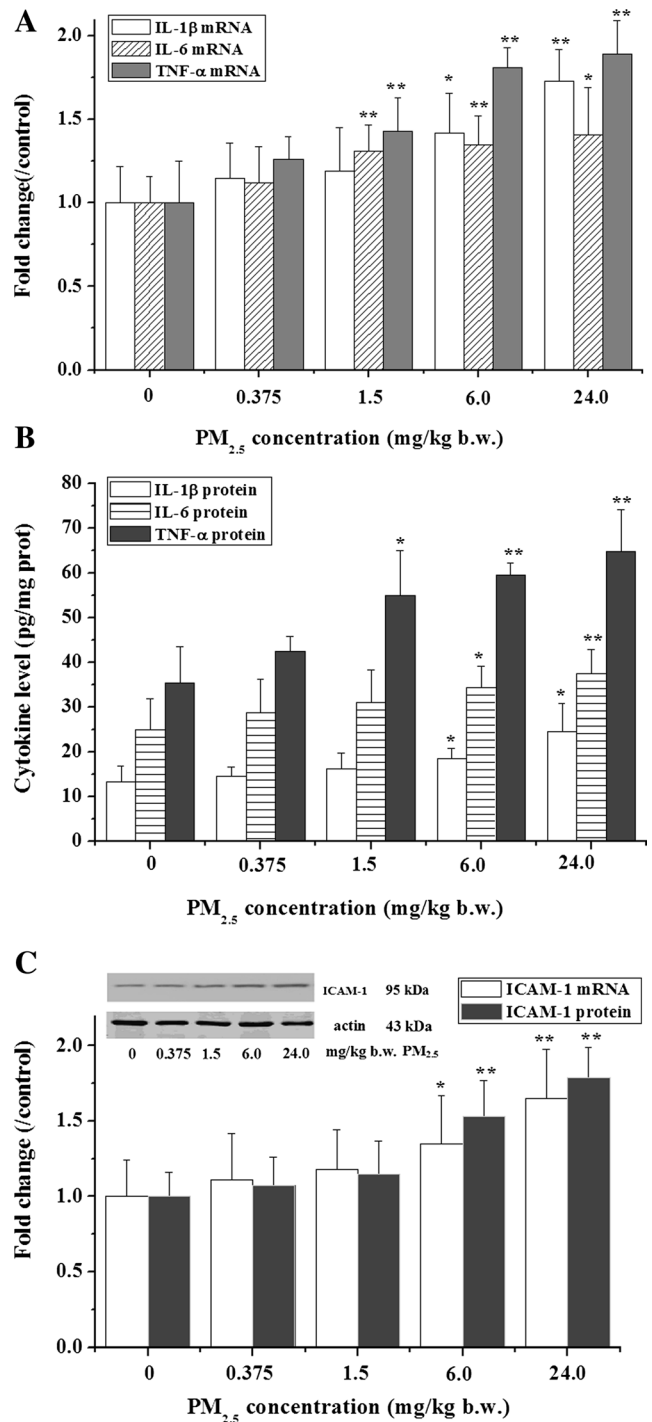 A
IL-1β mRNA
IL-6 mRNA
TNF-α mRNA
Fold change(/control)
2.0
1.5
1.0
0.5
0.0
* ** ** ** ** ** * **
0 0.375 1.5 6.0 24.0
PM2.5 concentration (mg/kg b.w.)
B
IL-1β protein
IL-6 protein
TNF-α protein
Cytokine level (pg/mg prot)
80
70
60
50
40
30
20
10
0
* * * ** * ** **
0 0.375 1.5 6.0 24.0
PM2.5 concentration (mg/kg b.w.)
C
ICAM-1 95 kDa
actin 43 kDa
0 0.375 1.5 6.0 24.0 mg/kg b.w. PM2.5
ICAM-1 mRNA
ICAM-1 protein
Fold change (/control)
2.0
1.5
1.0
0.5
0.0
* ** ** **
0 0.375 1.5 6.0 24.0
PM2.5 concentration (mg/kg b.w.)